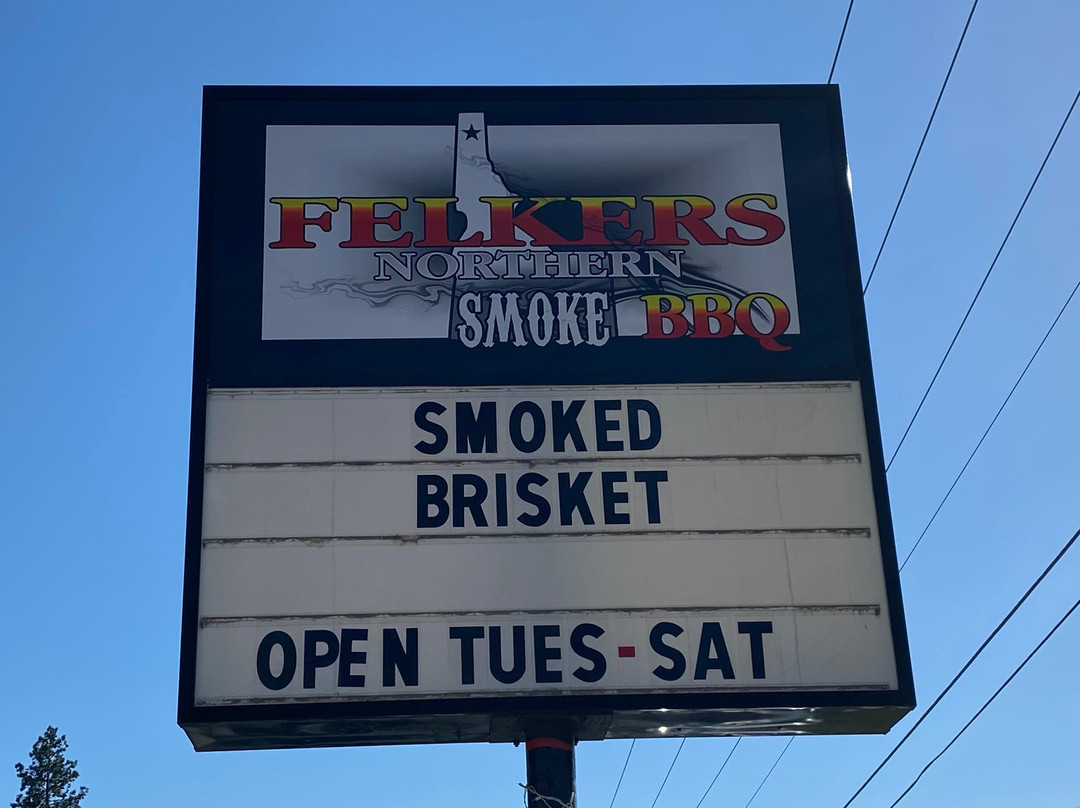 FELKERS
NORTHERN
SMOKE BBQ
SMOKED
BRISKET
OPEN TUES-SAT